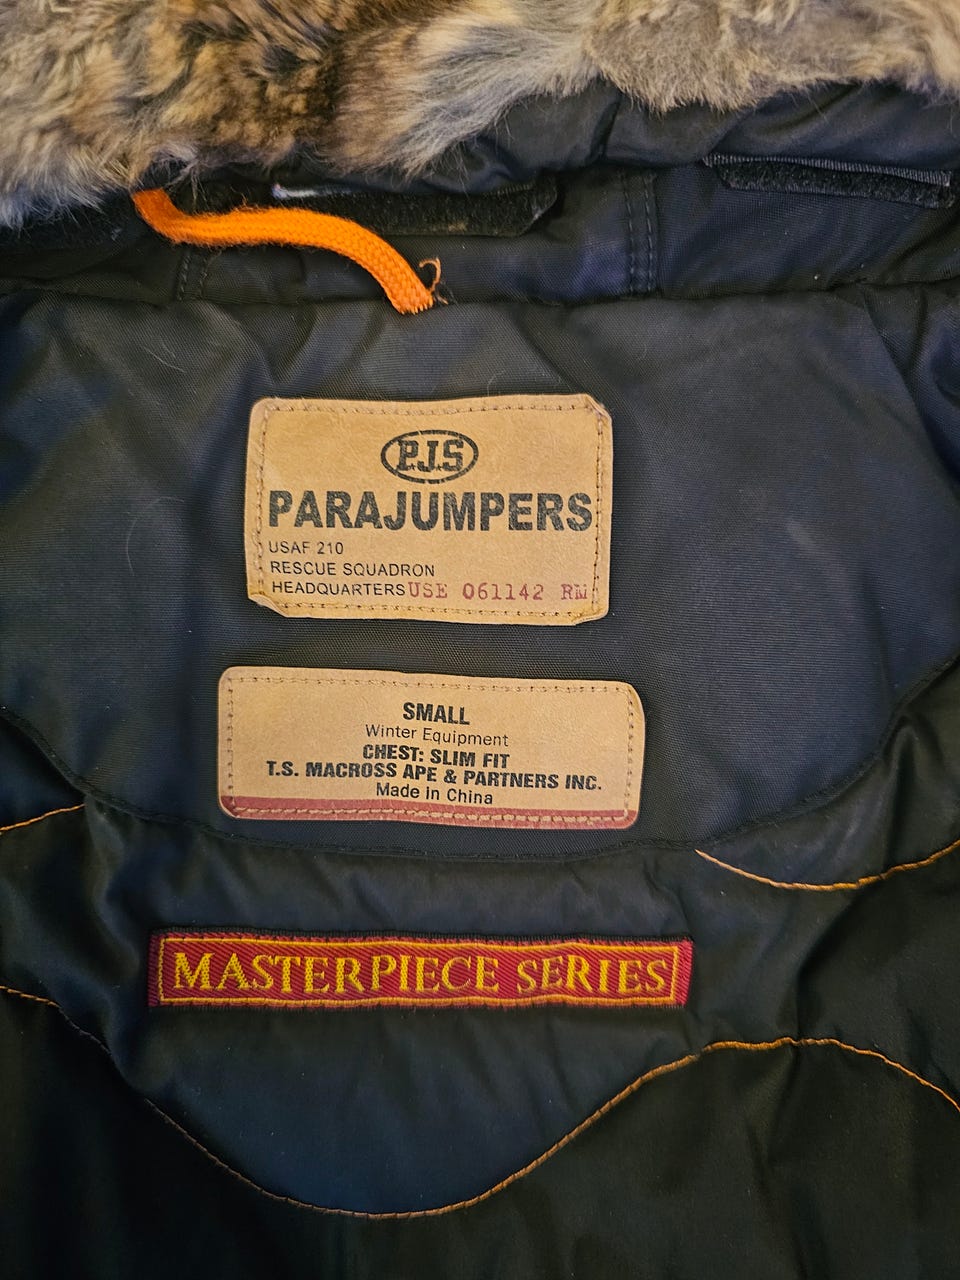 P.J.S
PARAJUMPERS
USAF 210
RESCUE SQUADRON
HEADQUARTERS USE 061142 RM
SMALL
Winter Equipment
CHEST: SLIM FIT
T.S. MACROSS APE & PARTNERS INC.
Made in China
MASTERPIECE SERIES